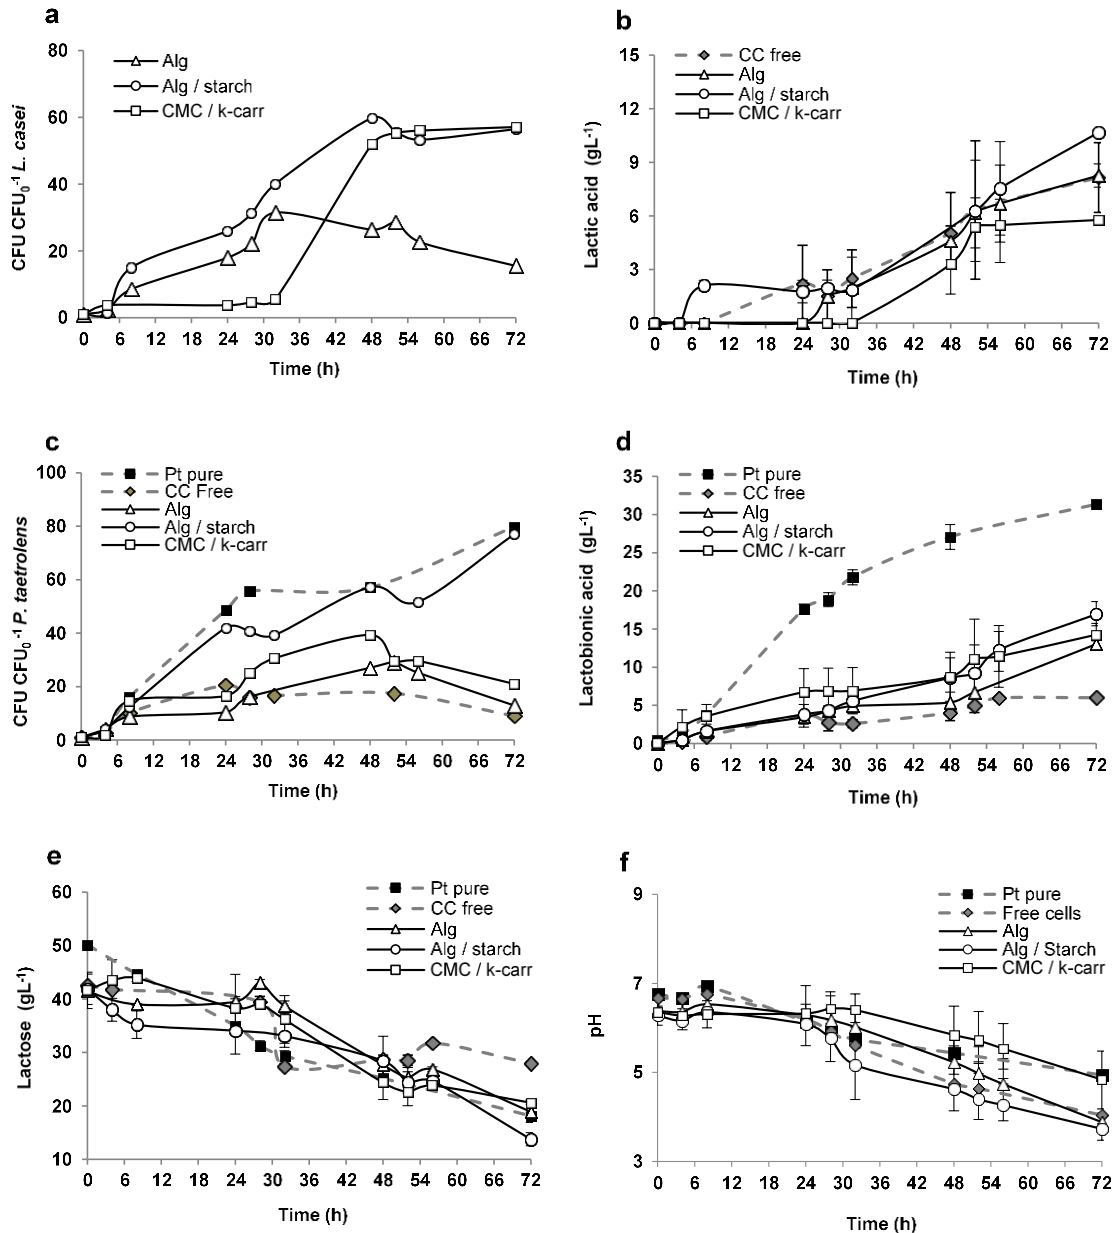 a
Alg
Alg / starch
CMC / k-carr
80
60
40
20
0
CFU CFU₀⁻¹ L. casei
0 6 12 18 24 30 36 42 48 54 60 66 72
Time (h)
b
CC free
Alg
Alg / starch
CMC / k-carr
15
12
9
6
3
0
Lactic acid (gL⁻¹)
0 6 12 18 24 30 36 42 48 54 60 66 72
Time (h)
c
Pt pure
CC Free
Alg
Alg / starch
CMC / k-carr
100
80
60
40
20
0
CFU CFU₀⁻¹ P. taetrolens
0 6 12 18 24 30 36 42 48 54 60 66 72
Time (h)
d
Pt pure
CC free
Alg
Alg / starch
CMC / k-carr
35
30
25
20
15
10
5
0
Lactobionic acid (gL⁻¹)
0 6 12 18 24 30 36 42 48 54 60 66 72
Time (h)
e
Pt pure
CC free
Alg
Alg / starch
CMC / k-carr
60
50
40
30
20
10
Lactose (gL⁻¹)
0 6 12 18 24 30 36 42 48 54 60 66 72
Time (h)
f
Pt pure
Free cells
Alg
Alg / Starch
CMC / k-carr
9
7
5
3
pH
0 6 12 18 24 30 36 42 48 54 60 66 72
Time (h)